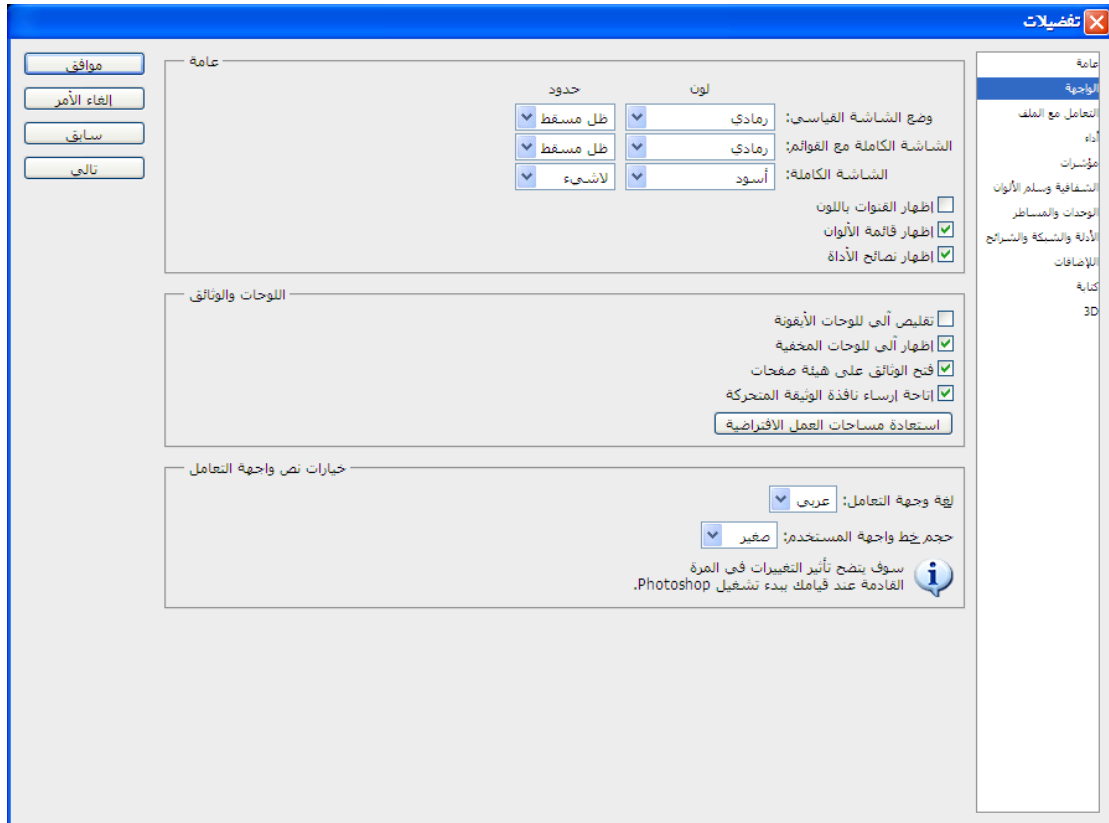 تفضيلات
عامة
الواجهة
التعامل مع الملف
أداء
مؤشرات
الشفافية وسلم الألوان
الوحدات والمساطر
الأدلة والشبكة والشرائح
اللإضافات
كتابة
3D
عامة
لون حدود
وضع الشاشة القياسي: رمادي ظل مسقط
الشاشة الكاملة مع القوائم: رمادي ظل مسقط
الشاشة الكاملة: أسود لاشيء
إظهار القنوات باللون
إظهار قائمة الألوان
إظهار نصائح الأداة
اللوحات والوثائق
تقليص آلي للوحات الأيقونة
إظهار آلي للوحات المخفية
فتح الوثائق على هيئة صفحات
إتاحة إرساء نافذة الوثيقة المتحركة
استعادة مساحات العمل الافتراضية
خيارات نص واجهة التعامل
لغة وجهة التعامل: عربي
حجم خط واجهة المستخدم: صغير
سوف يتضح تأثير التغييرات في المرة
القادمة عند قيامك ببدء تشغيل Photoshop.
موافق
إلغاء الأمر
سابق
تالي